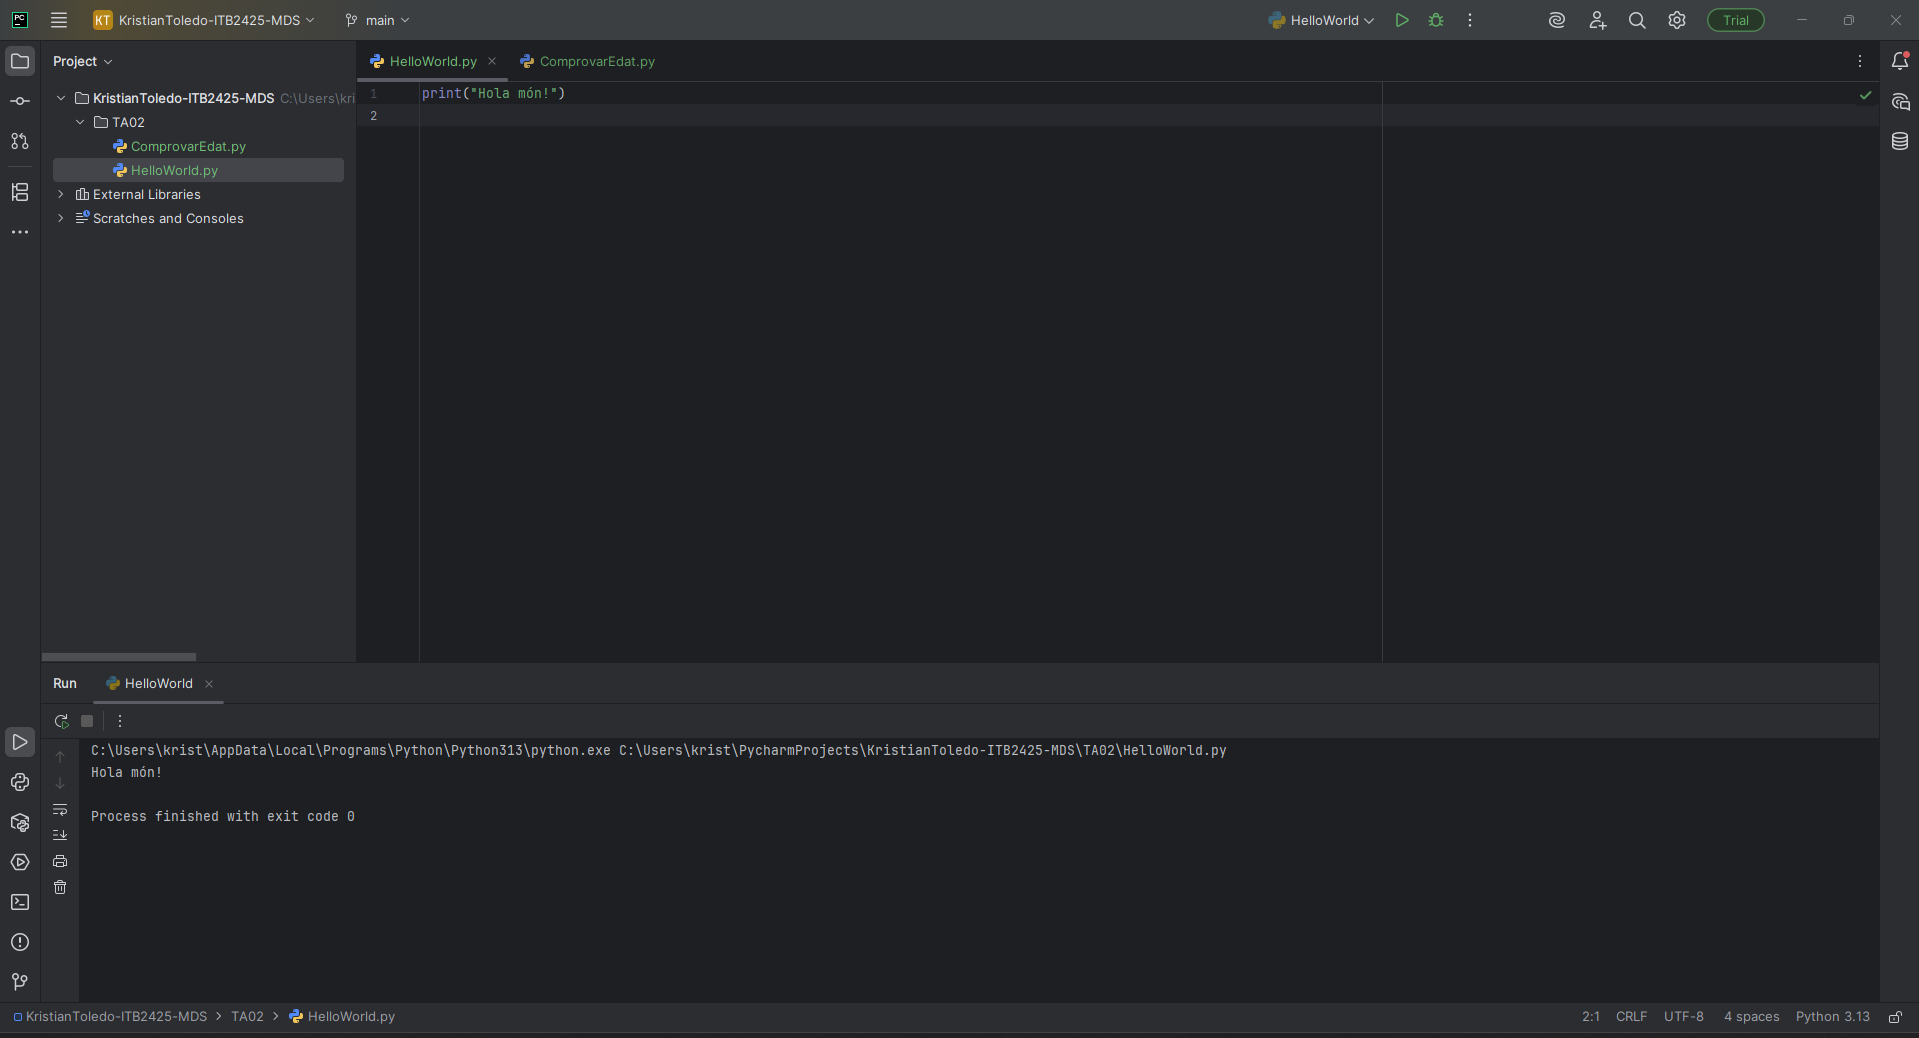 PC
KT KristianToledo-ITB2425-MDS main HelloWorld Trial
Project
HelloWorld.py
ComprovarEdat.py
KristianToledo-ITB2425-MDS C:\Users\kri
TA02
ComprovarEdat.py
HelloWorld.py
External Libraries
Scratches and Consoles
1 print("Hola món!")
2
Run HelloWorld
C:\Users\krist\AppData\Local\Programs\Python\Python313\python.exe C:\Users\krist\PycharmProjects\KristianToledo-ITB2425-MDS\TA02\HelloWorld.py
Hola món!
Process finished with exit code 0
KristianToledo-ITB2425-MDS > TA02 > HelloWorld.py
2:1 CRLF UTF-8 4 spaces Python 3.13